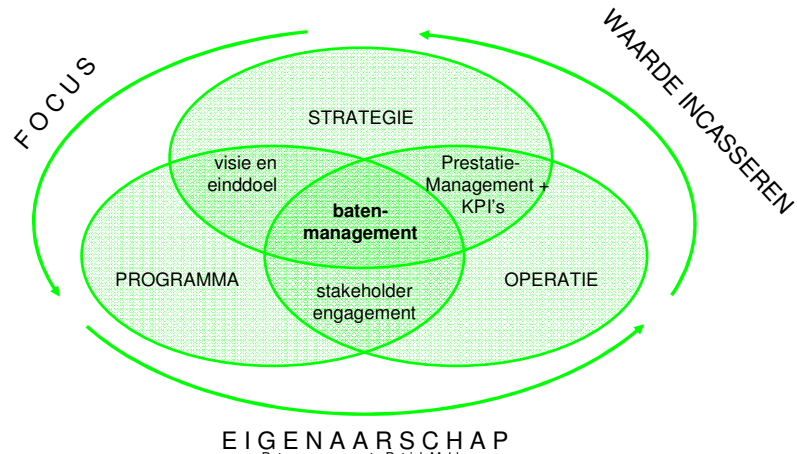 FOCUS
WAARDE INCASSEREN
STRATEGIE
visie en
einddoel
Prestatie-
Management +
KPI's
baten-
management
PROGRAMMA
OPERATIE
stakeholder
engagement
EIGENAARSCHAP